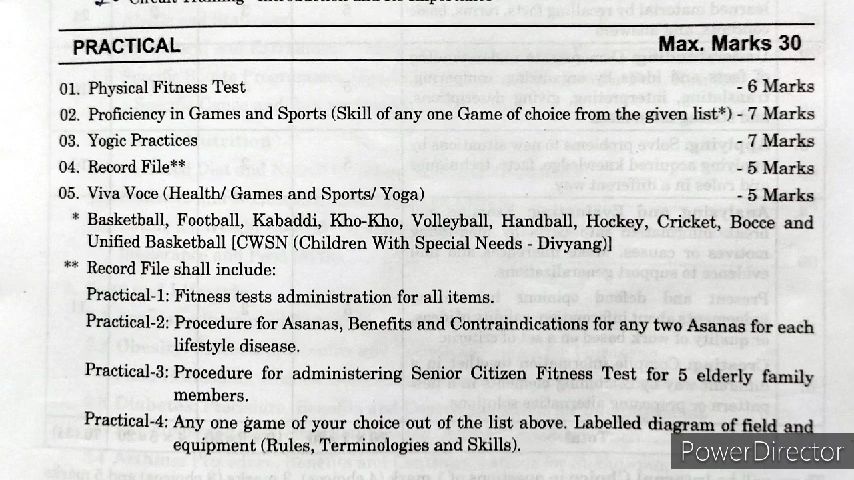 Circuit Training - Introduction and its Importance
PRACTICAL Max. Marks 30
01. Physical Fitness Test - 6 Marks
02. Proficiency in Games and Sports (Skill of any one Game of choice from the given list*) - 7 Marks
03. Yogic Practices - 7 Marks
04. Record File** - 5 Marks
05. Viva Voce (Health/ Games and Sports/ Yoga) - 5 Marks
* Basketball, Football, Kabaddi, Kho-Kho, Volleyball, Handball, Hockey, Cricket, Bocce and
Unified Basketball [CWSN (Children With Special Needs - Divyang)]
** Record File shall include:
Practical-1: Fitness tests administration for all items.
Practical-2: Procedure for Asanas, Benefits and Contraindications for any two Asanas for each
lifestyle disease.
Practical-3: Procedure for administering Senior Citizen Fitness Test for 5 elderly family
members.
Practical-4: Any one game of your choice out of the list above. Labelled diagram of field and
equipment (Rules, Terminologies and Skills).
PowerDirector